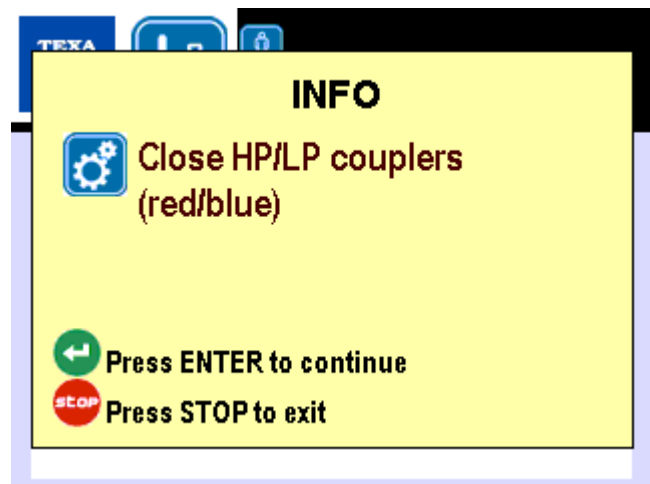 TEXA
INFO
Close HP/LP couplers
(red/blue)
Press ENTER to continue
stop
Press STOP to exit